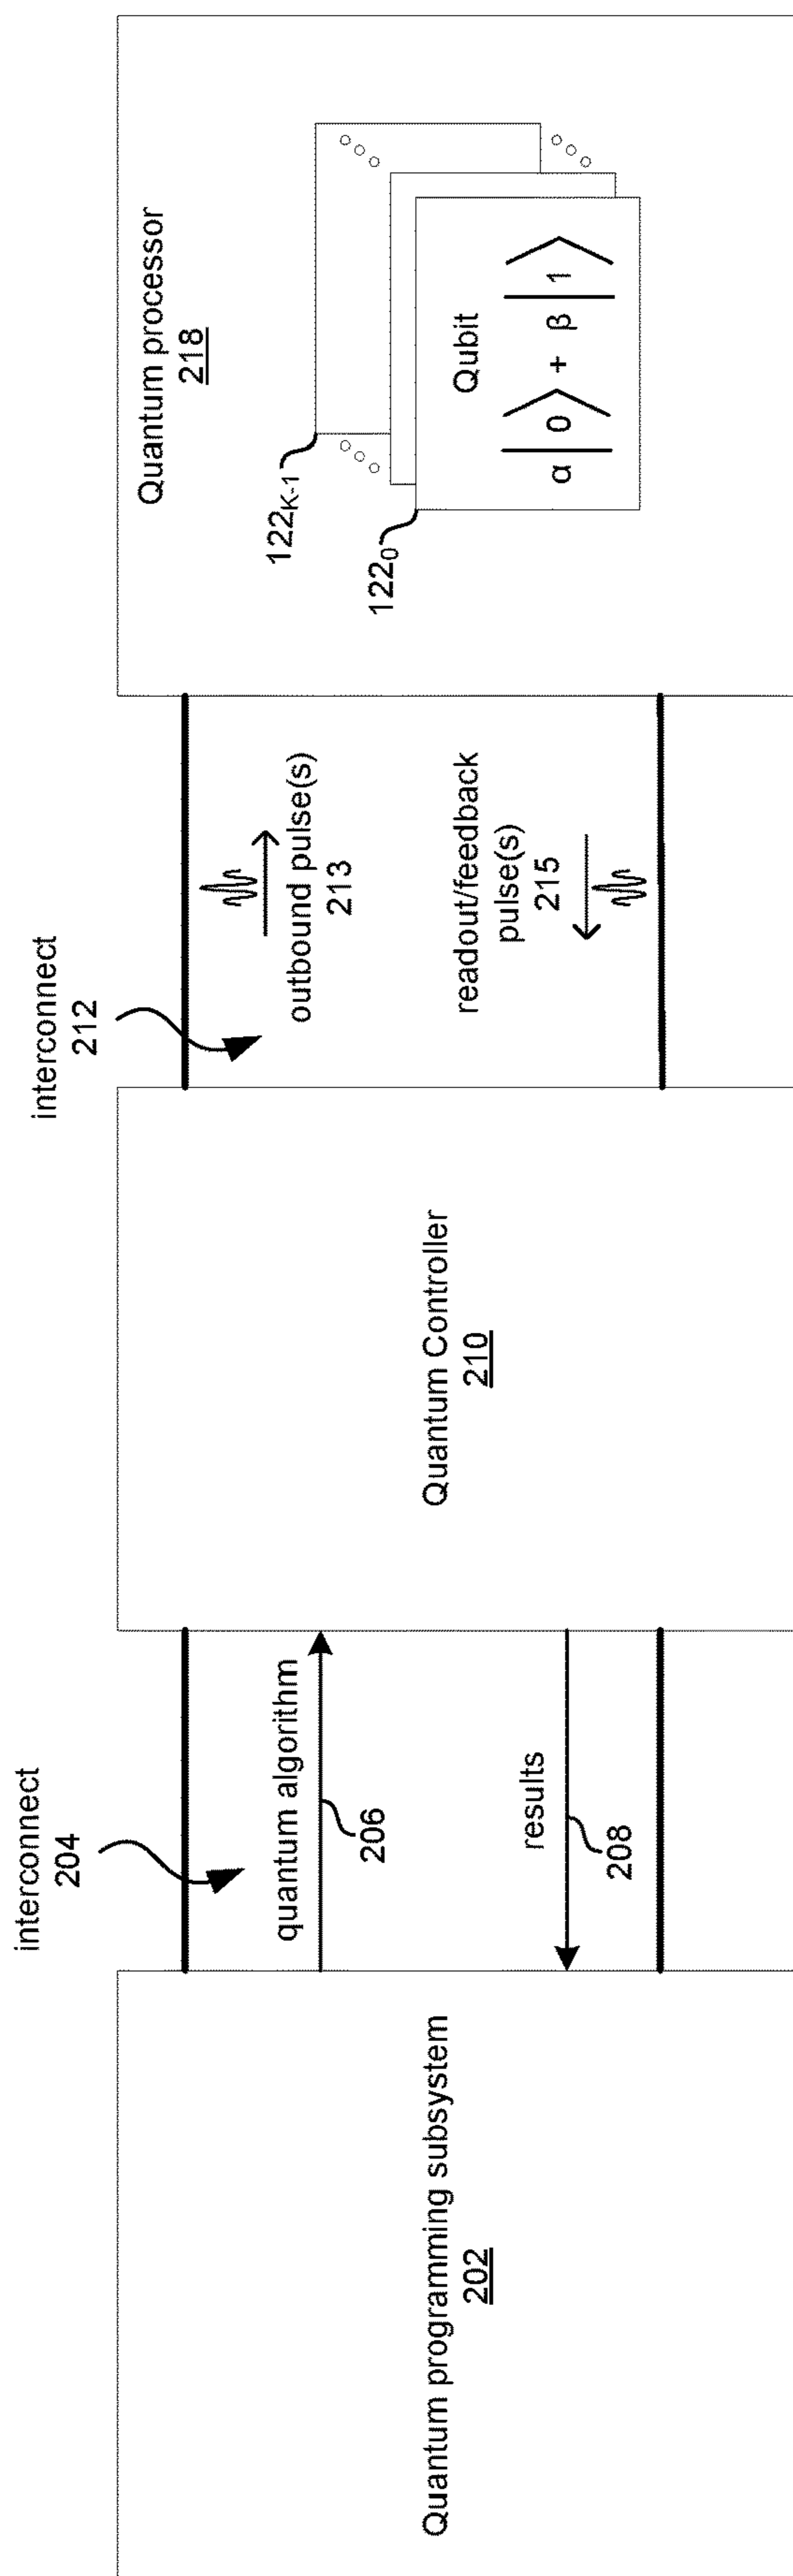 Quantum programming subsystem
202
interconnect
204
quantum algorithm
206
results
208
Quantum Controller
210
interconnect
212
outbound pulse(s)
213
readout/feedback
pulse(s)
215
Quantum processor
218
122K-1
1220
Qubit
α|0〉 + β|1〉